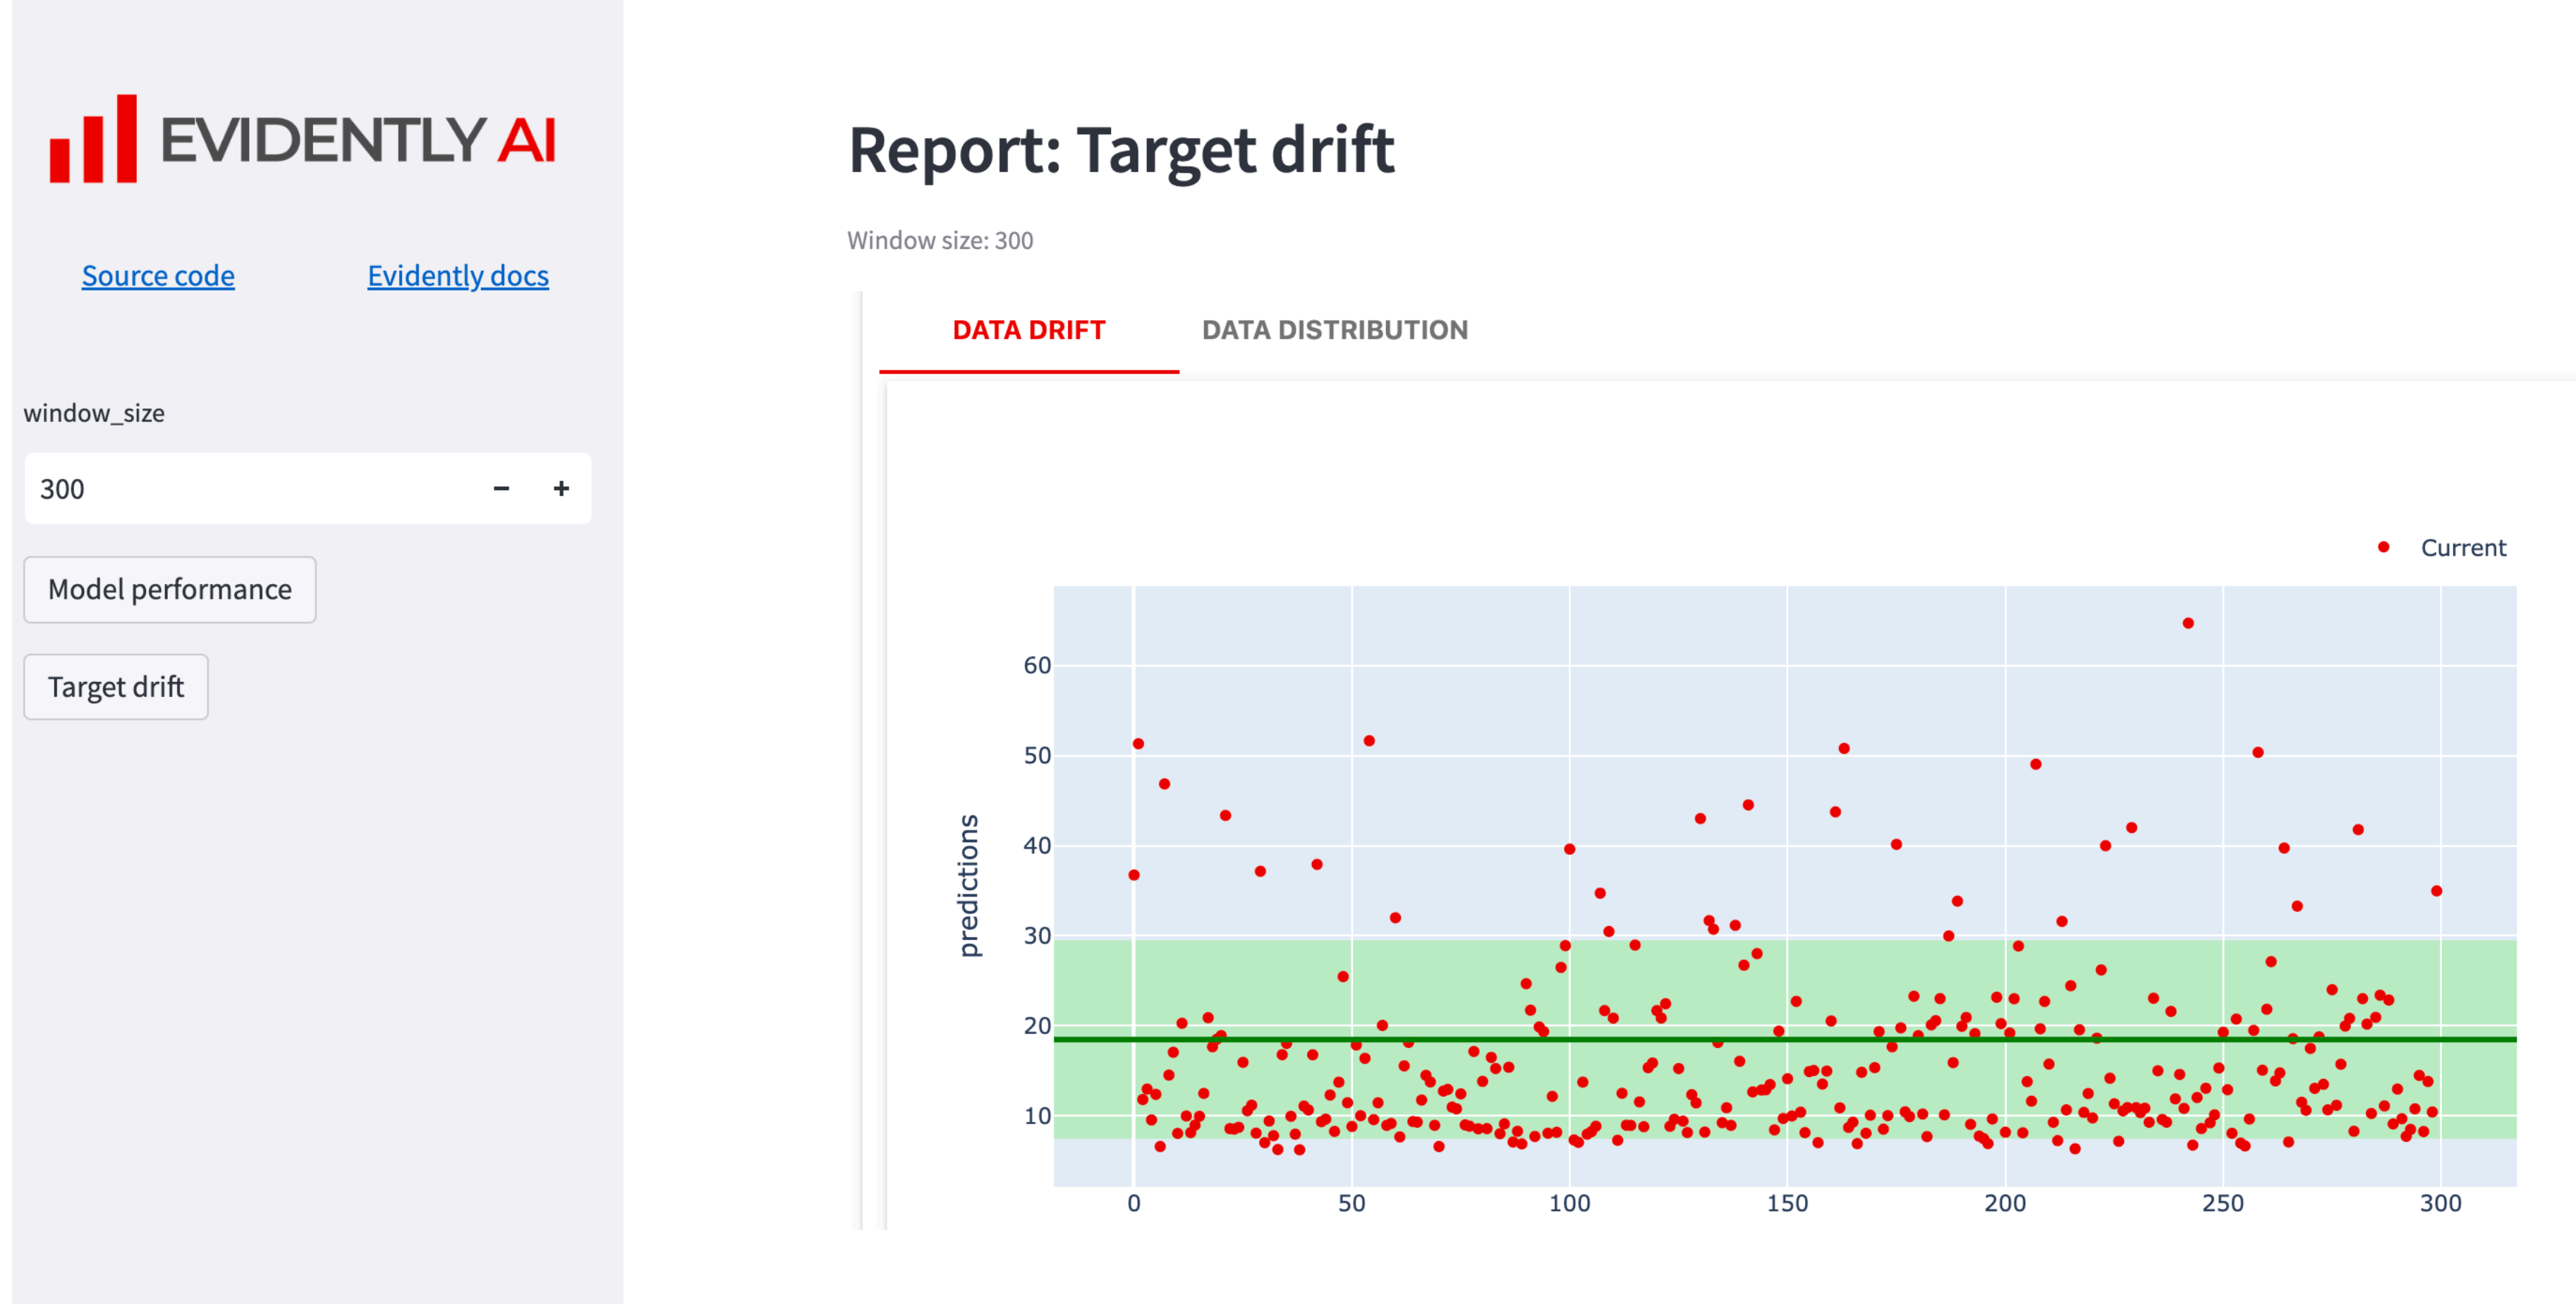 EVIDENTLY AI
Source code
Evidently docs
window_size
300
− +
Model performance
Target drift
Report: Target drift
Window size: 300
DATA DRIFT
DATA DISTRIBUTION
Current
predictions
60
50
40
30
20
10
0 50 100 150 200 250 300